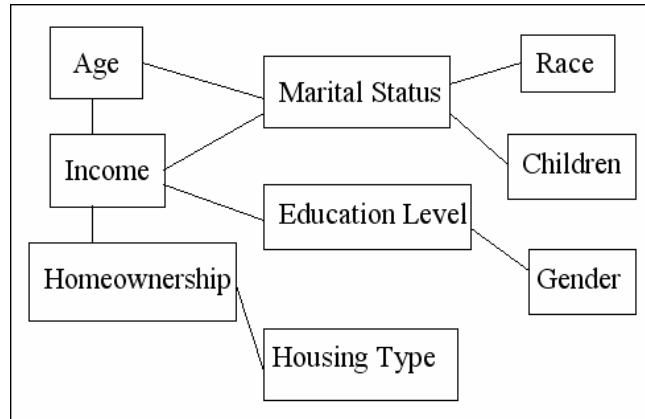 Age
Marital Status
Race
Income
Children
Education Level
Homeownership
Gender
Housing Type